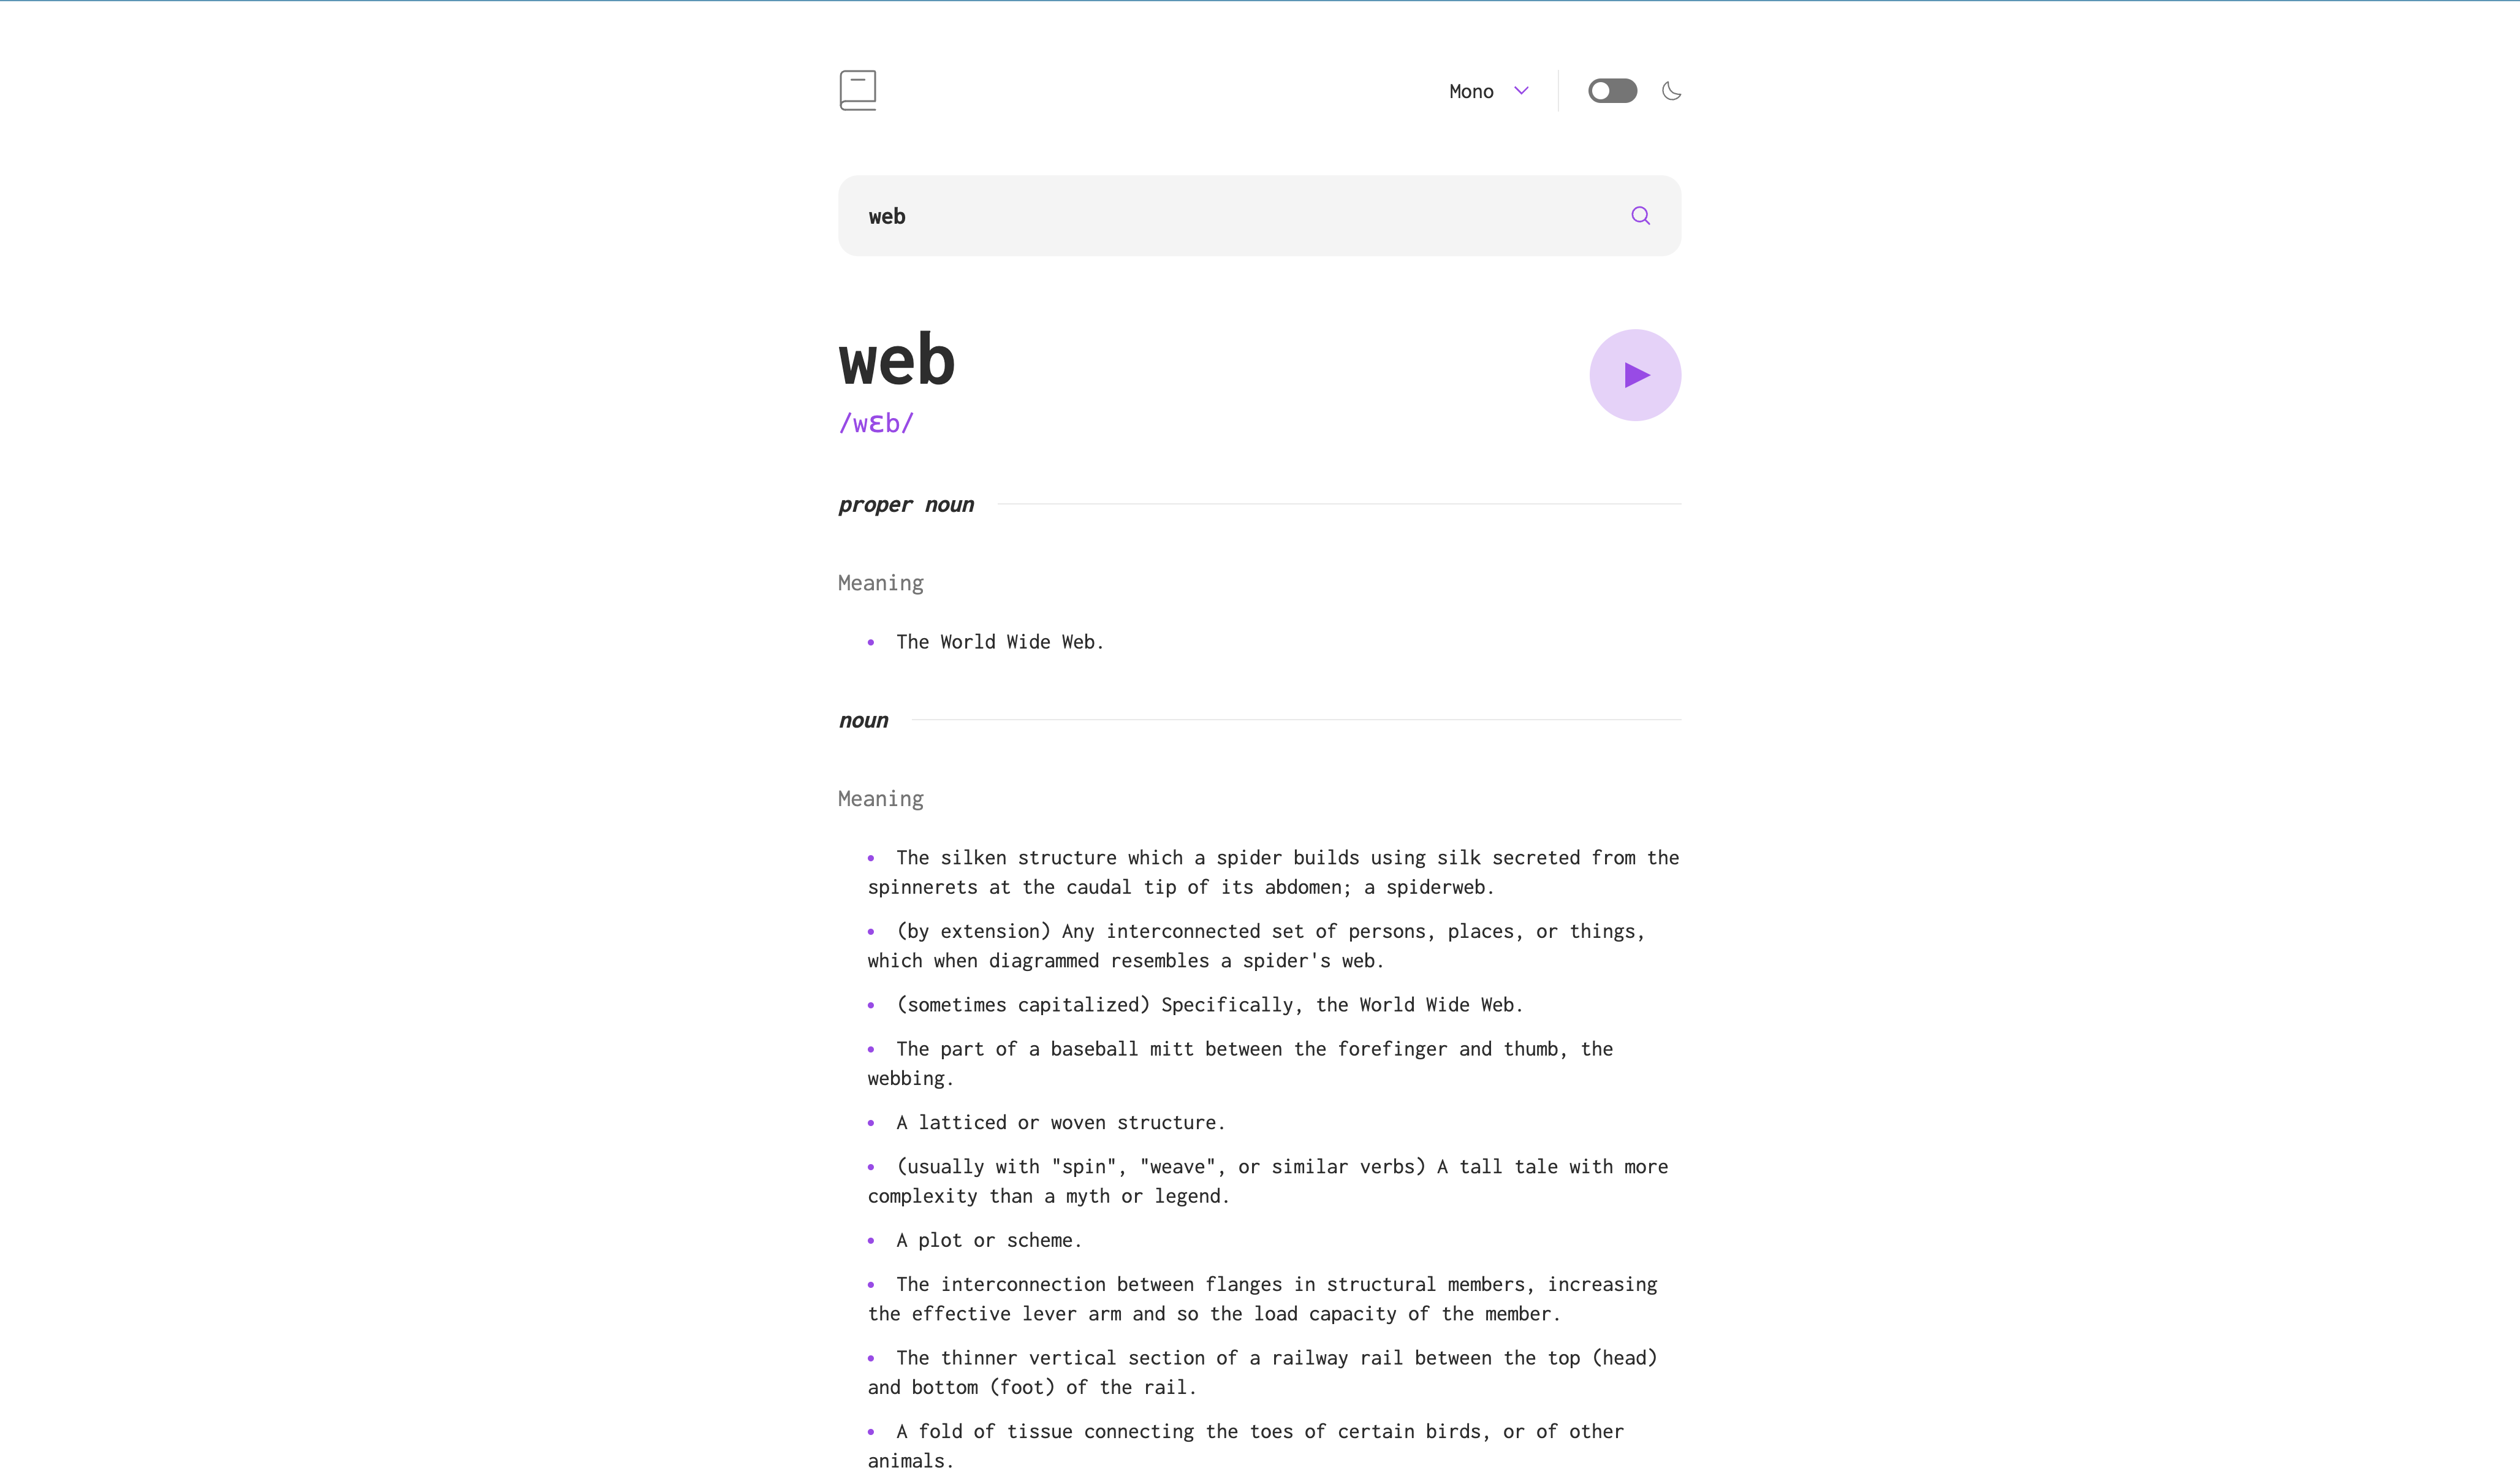 Mono
web
web
/wɛb/
proper noun
Meaning
• The World Wide Web.
noun
Meaning
• The silken structure which a spider builds using silk secreted from the
spinnerets at the caudal tip of its abdomen; a spiderweb.
• (by extension) Any interconnected set of persons, places, or things,
which when diagrammed resembles a spider's web.
• (sometimes capitalized) Specifically, the World Wide Web.
• The part of a baseball mitt between the forefinger and thumb, the
webbing.
• A latticed or woven structure.
• (usually with "spin", "weave", or similar verbs) A tall tale with more
complexity than a myth or legend.
• A plot or scheme.
• The interconnection between flanges in structural members, increasing
the effective lever arm and so the load capacity of the member.
• The thinner vertical section of a railway rail between the top (head)
and bottom (foot) of the rail.
• A fold of tissue connecting the toes of certain birds, or of other
animals.